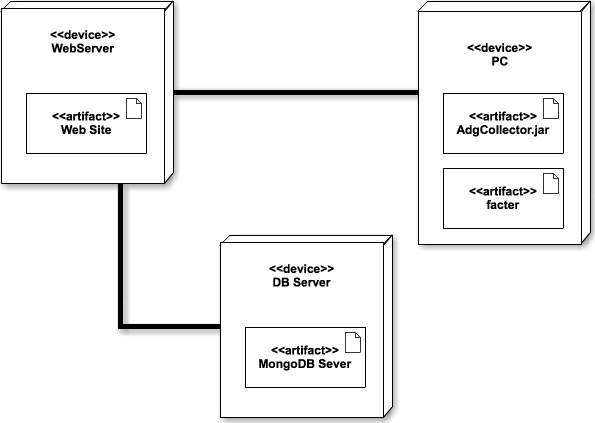 <<device>>
WebServer
<<artifact>>
Web Site
<<device>>
PC
<<artifact>>
AdgCollector.jar
<<artifact>>
facter
<<device>>
DB Server
<<artifact>>
MongoDB Sever